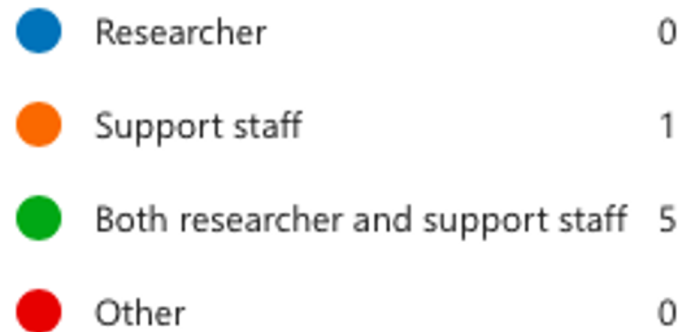 Researcher 0
Support staff 1
Both researcher and support staff 5
Other 0